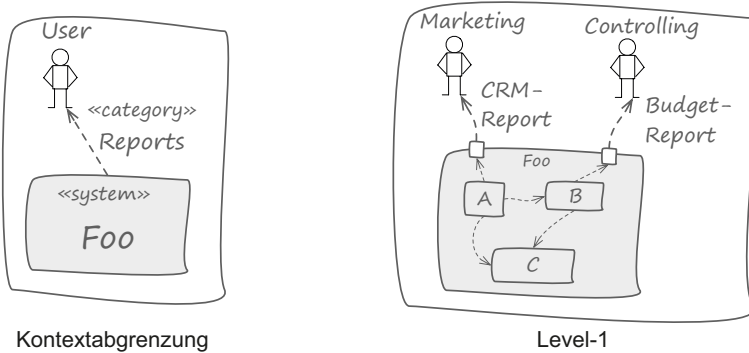 User
«category»
Reports
«system»
Foo
Kontextabgrenzung
Marketing
Controlling
CRM-
Report
Budget-
Report
Foo
A
B
C
Level-1